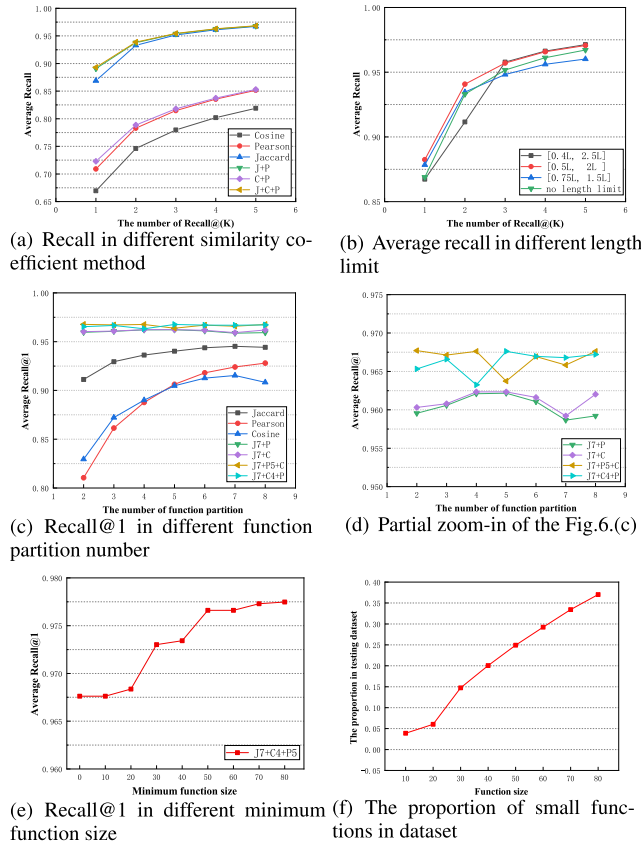 1.00
0.95
0.90
0.85
0.80
0.75
0.70
0.65
Average Recall
0 1 2 3 4 5 6
The number of Recall@(K)
Cosine
Pearson
Jaccard
J+P
C+P
J+C+P
(a) Recall in different similarity co-
efficient method
1.00
0.95
0.90
0.85
Average Recall
0 1 2 3 4 5 6
The number of Recall@(K)
[0.4L, 2.5L]
[0.5L, 2L ]
[0.75L, 1.5L]
no length limit
(b) Average recall in different length
limit
1.00
0.95
0.90
0.85
0.80
Average Recall@1
1 2 3 4 5 6 7 8 9
The number of function partition
Jaccard
Pearson
Cosine
J7+P
J7+C
J7+P5+C
J7+C4+P
(c) Recall@1 in different function
partition number
0.975
0.970
0.965
0.960
0.955
0.950
Average Recall@1
1 2 3 4 5 6 7 8 9
The number of function partition
J7+P
J7+C
J7+P5+C
J7+C4+P
(d) Partial zoom-in of the Fig.6.(c)
0.980
0.975
0.970
0.965
0.960
Average Recall@1
0 10 20 30 40 50 60 70 80
Minimum function size
J7+C4+P5
(e) Recall@1 in different minimum
function size
0.40
0.35
0.30
0.25
0.20
0.15
0.10
0.05
0.00
-0.05
The proportion in testing dataset
10 20 30 40 50 60 70 80
Function size
(f) The proportion of small func-
tions in dataset